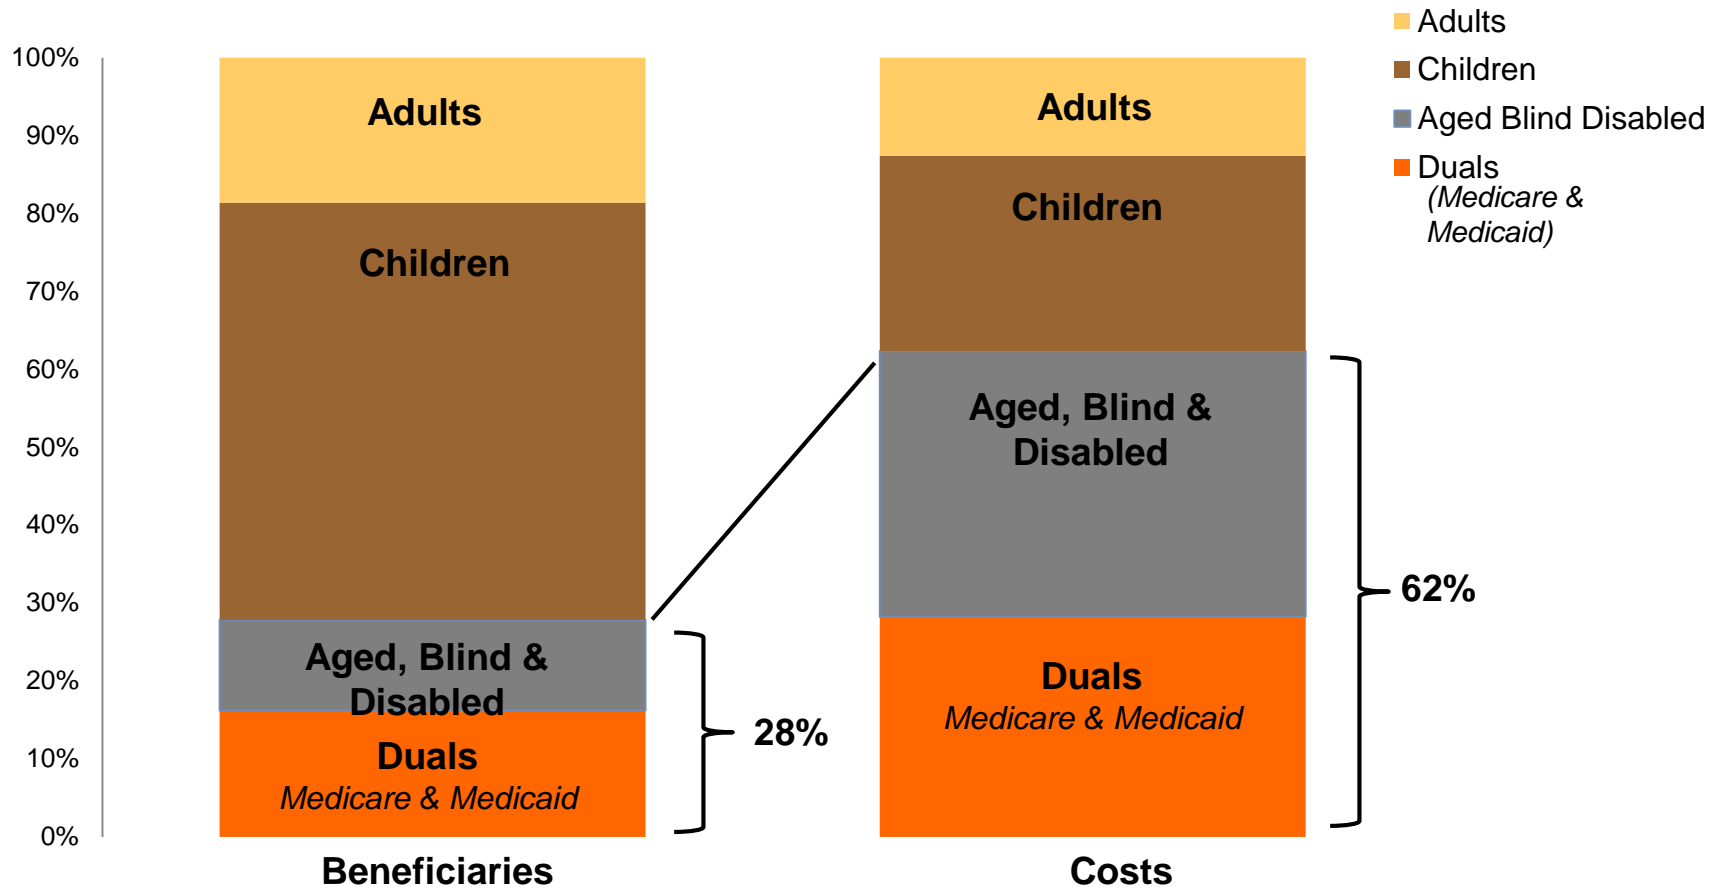 Adults
Children
Aged Blind Disabled
Duals
(Medicare &
Medicaid)
100%
90%
80%
70%
60%
50%
40%
30%
20%
10%
0%
Adults
Children
Aged, Blind &
Disabled
Duals
Medicare & Medicaid
28%
Beneficiaries
Adults
Children
Aged, Blind &
Disabled
Duals
Medicare & Medicaid
62%
Costs